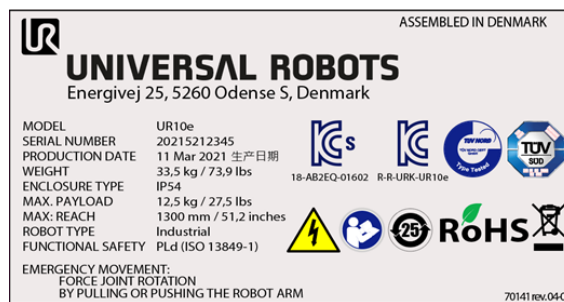 ASSEMBLED IN DENMARK
UR
UNIVERSAL ROBOTS
Energivej 25, 5260 Odense S, Denmark
MODEL UR10e
SERIAL NUMBER 20215212345
PRODUCTION DATE 11 Mar 2021 生产日期
WEIGHT 33,5 kg / 73,9 lbs
ENCLOSURE TYPE IP54
MAX. PAYLOAD 12,5 kg / 27,5 lbs
MAX: REACH 1300 mm / 51,2 inches
ROBOT TYPE Industrial
FUNCTIONAL SAFETY PLd (ISO 13849-1)
S
18-AB2EQ-01602
R-R-URK-UR10e
TÜV NORD
Type Tested
TÜV
SÜD
25
RoHS
EMERGENCY MOVEMENT:
FORCE JOINT ROTATION
BY PULLING OR PUSHING THE ROBOT ARM
70141 rev.04-